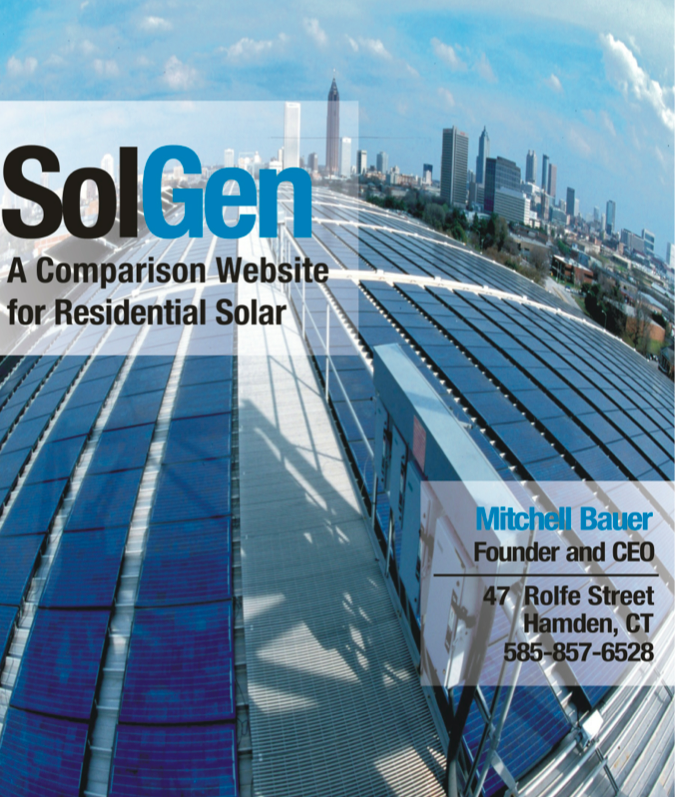 SolGen
A Comparison Website
for Residential Solar
Mitchell Bauer
Founder and CEO
47 Rolfe Street
Hamden, CT
585-857-6528